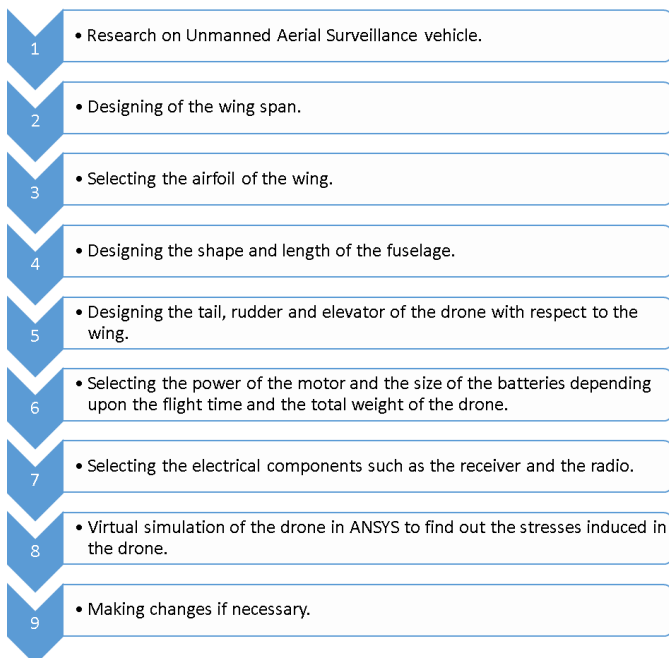 1
• Research on Unmanned Aerial Surveillance vehicle.
2
• Designing of the wing span.
3
• Selecting the airfoil of the wing.
4
• Designing the shape and length of the fuselage.
5
• Designing the tail, rudder and elevator of the drone with respect to the
wing.
6
• Selecting the power of the motor and the size of the batteries depending
upon the flight time and the total weight of the drone.
7
• Selecting the electrical components such as the receiver and the radio.
8
• Virtual simulation of the drone in ANSYS to find out the stresses induced in
the drone.
9
• Making changes if necessary.